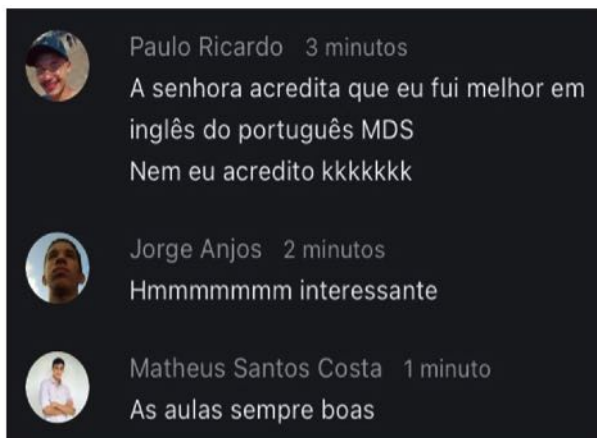 Paulo Ricardo 3 minutos
A senhora acredita que eu fui melhor em
inglês do português MDS
Nem eu acredito kkkkkkk
Jorge Anjos 2 minutos
Hmmmmmmm interessante
Matheus Santos Costa 1 minuto
As aulas sempre boas